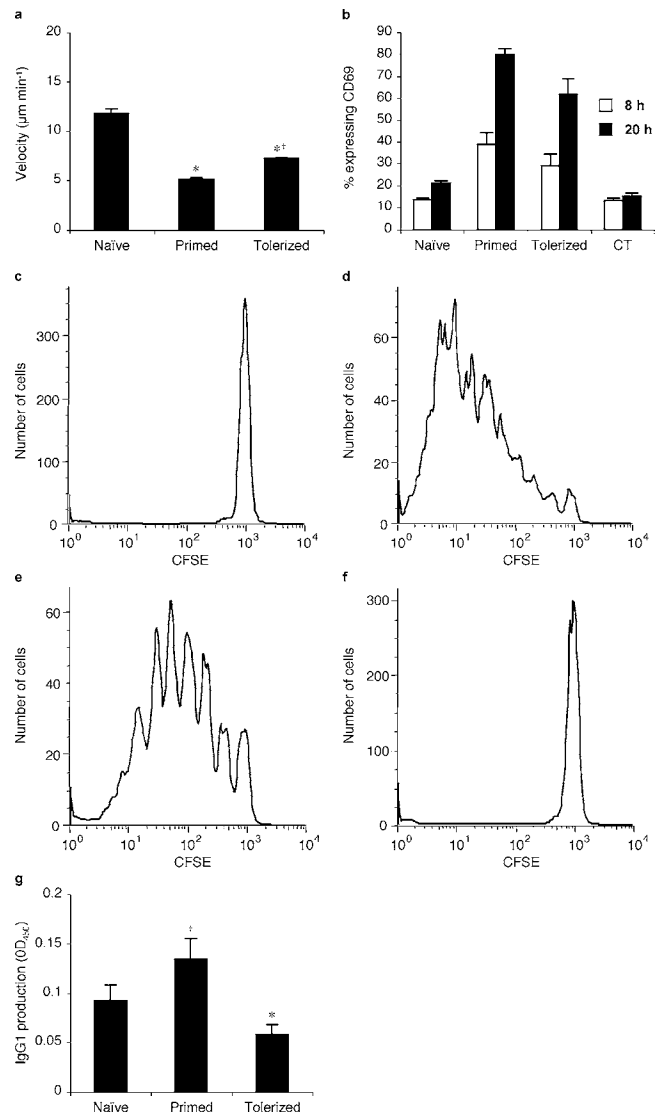 a
20
15
10
5
0
Velocity (µm min⁻¹)
Naïve
Primed
Tolerized
*
*†
b
90
80
70
60
50
40
30
20
10
0
% expressing CD69
8 h
20 h
Naïve
Primed
Tolerized
CT
c
300
200
100
0
Number of cells
10⁰
10¹
10²
10³
10⁴
CFSE
d
60
40
20
0
Number of cells
10⁰
10¹
10²
10³
10⁴
CFSE
e
60
40
20
0
Number of cells
10⁰
10¹
10²
10³
10⁴
CFSE
f
300
200
100
0
Number of cells
10⁰
10¹
10²
10³
10⁴
CFSE
g
0.2
0.15
0.1
0.05
0
IgG1 production (OD₄₅₀)
†
*
Naïve
Primed
Tolerized